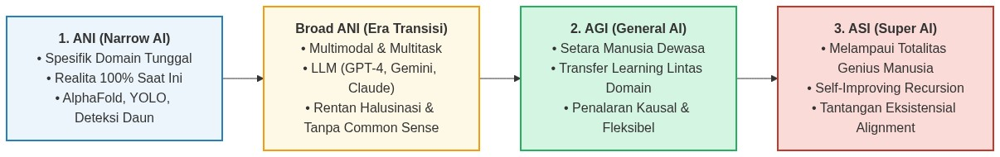 1. ANI (Narrow AI)
• Spesifik Domain Tunggal
• Realita 100% Saat Ini
• AlphaFold, YOLO,
Deteksi Daun
Broad ANI (Era Transisi)
• Multimodal & Multitask
• LLM (GPT-4, Gemini,
Claude)
• Rentan Halusinasi &
Tanpa Common Sense
2. AGI (General AI)
• Setara Manusia Dewasa
• Transfer Learning Lintas
Domain
• Penalaran Kausal &
Fleksibel
3. ASI (Super AI)
• Melampaui Totalitas
Genius Manusia
• Self-Improving Recursion
• Tantangan Eksistensial
Alignment